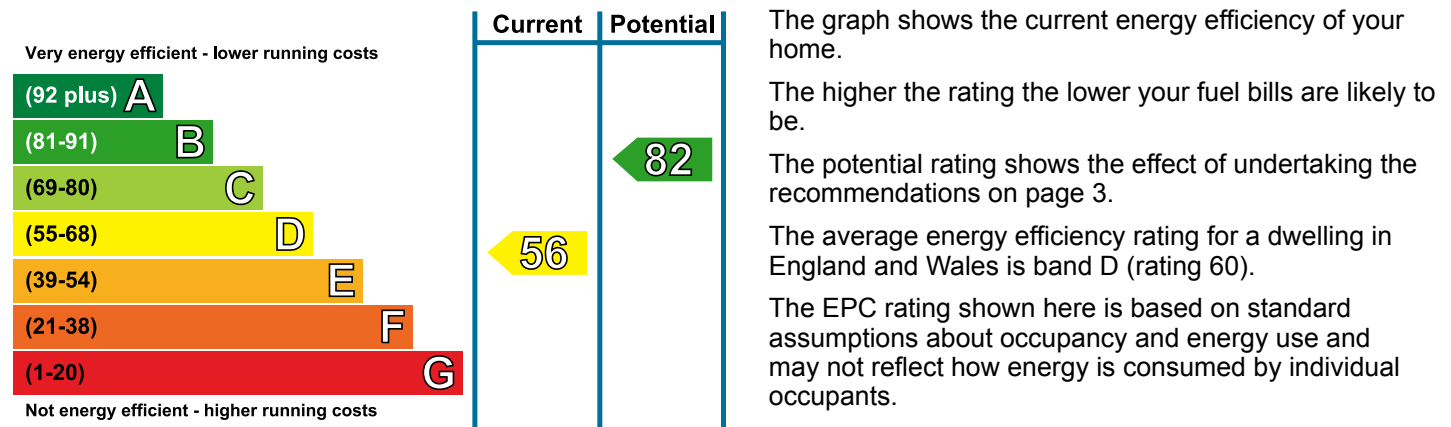 Current Potential
Very energy efficient - lower running costs
(92 plus) A
(81-91) B
82
(69-80) C
(55-68) D
56
(39-54) E
(21-38) F
(1-20) G
Not energy efficient - higher running costs
The graph shows the current energy efficiency of your
home.
The higher the rating the lower your fuel bills are likely to
be.
The potential rating shows the effect of undertaking the
recommendations on page 3.
The average energy efficiency rating for a dwelling in
England and Wales is band D (rating 60).
The EPC rating shown here is based on standard
assumptions about occupancy and energy use and
may not reflect how energy is consumed by individual
occupants.